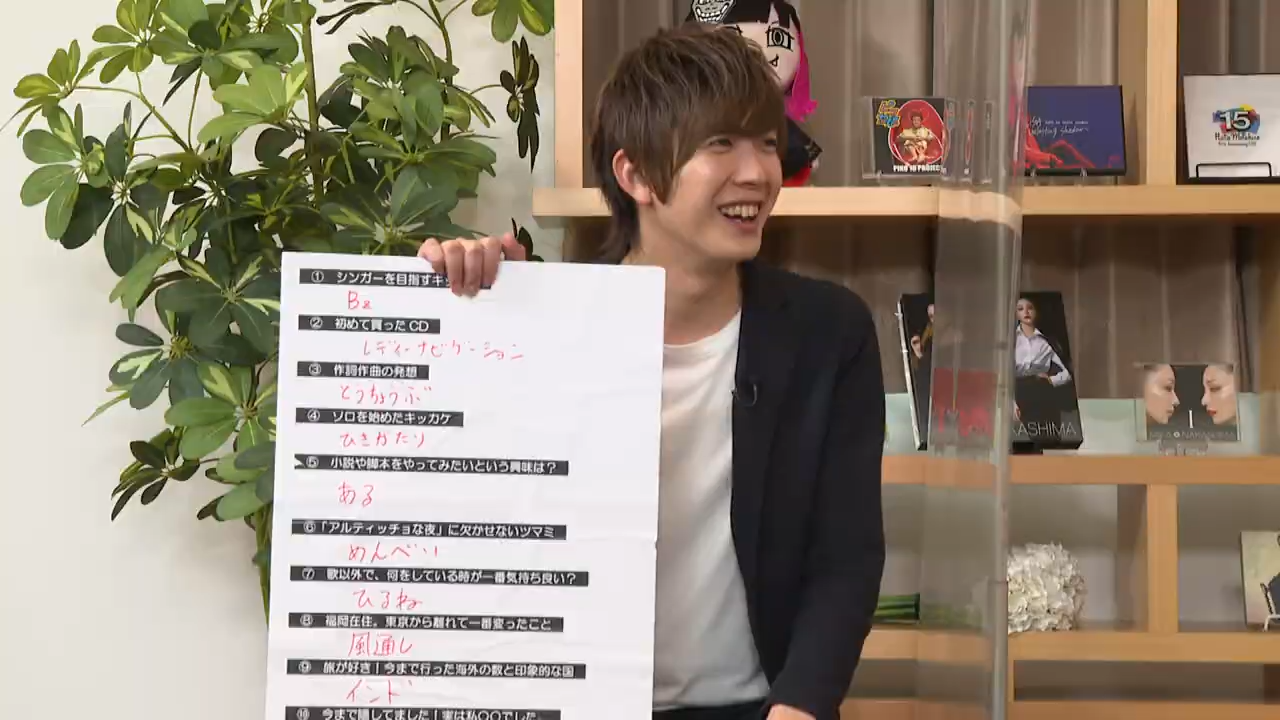 ① シンガーを目指すキッ
B'z
② 初めて買ったCD
レディーナビゲーション
③ 作詞作曲の発想
とうちょうぶ
④ ソロを始めたキッカケ
ひきがたり
⑤ 小説や脚本をやってみたいという興味は?
ある
⑥ 「アルティッチョな夜」に欠かせないツマミ
めんべい
⑦ 歌以外で、何をしている時が一番気持ち良い?
ひるね
⑧ 福岡在住。東京から離れて一番変ったこと
風通し
⑨ 旅が好き!今まで行った海外の数と印象的な国
インド
⑩ 今まで隠してました!実は私〇〇でした。
PIKO 10 PROJECT
15
KASHIMA